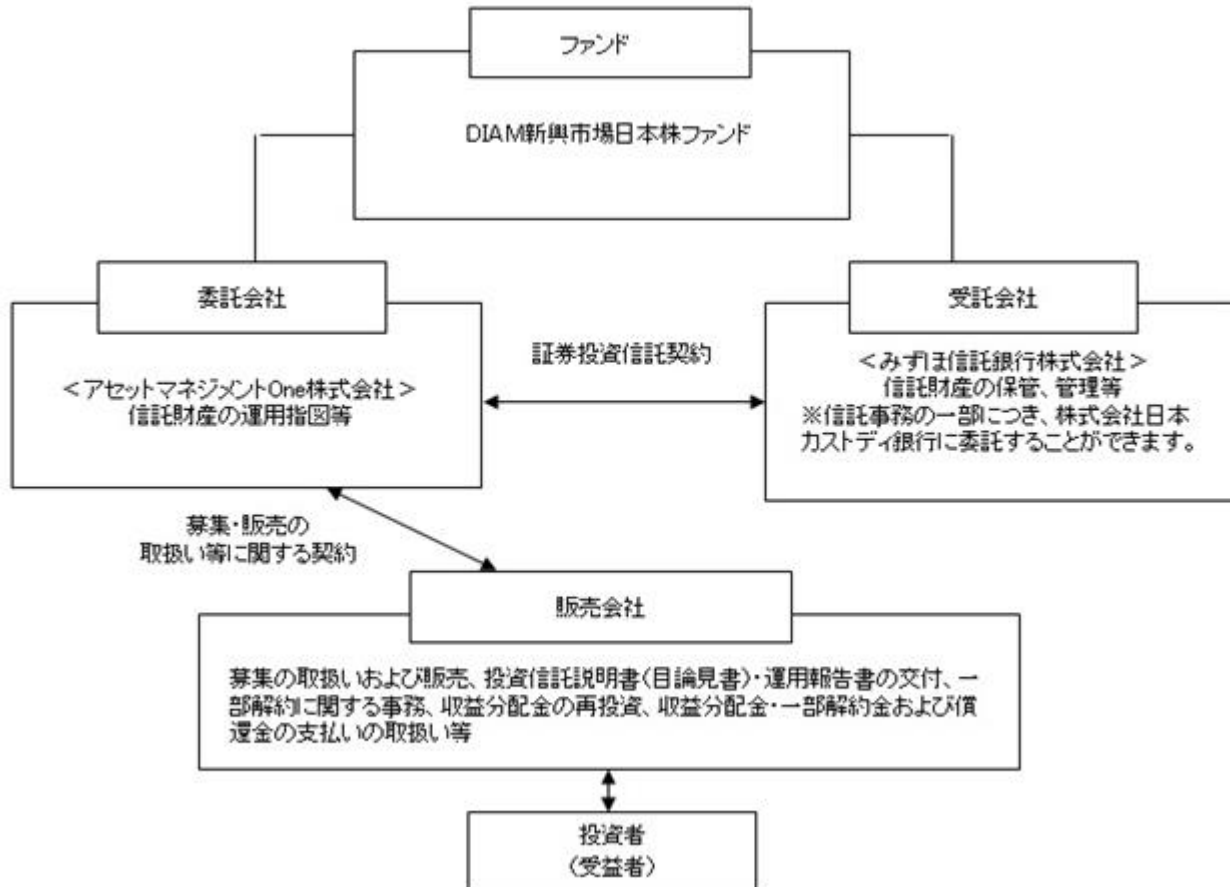 ファンド
DIAM新興市場日本株ファンド
委託会社
<アセットマネジメントOne株式会社>
信託財産の運用指図等
証券投資信託契約
受託会社
<みずほ信託銀行株式会社>
信託財産の保管、管理等
※信託事務の一部につき、株式会社日本
カストディ銀行に委託することができます。
募集・販売の
取扱い等に関する契約
販売会社
募集の取扱いおよび販売、投資信託説明書(目論見書)・運用報告書の交付、一
部解約に関する事務、収益分配金の再投資、収益分配金・一部解約金および償
還金の支払いの取扱い等
投資者
(受益者)